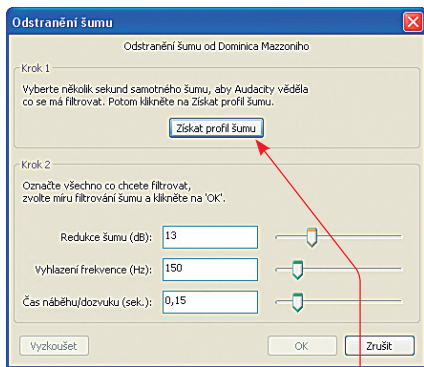 Odstranění šumu
Odstranění šumu od Dominica Mazzoniho
Krok 1
Vyberte několik sekund samotného šumu, aby Audacity věděla
co se má filtrovat. Potom klikněte na Získat profil šumu.
Získat profil šumu
Krok 2
Označte všechno co chcete filtrovat,
zvolte míru filtrování šumu a klikněte na 'OK'.
Redukce šumu (dB): 13
Vyhlazení frekvence (Hz): 150
Čas náběhu/dozvuku (sek.): 0,15
Vyzkoušet OK Zrušit